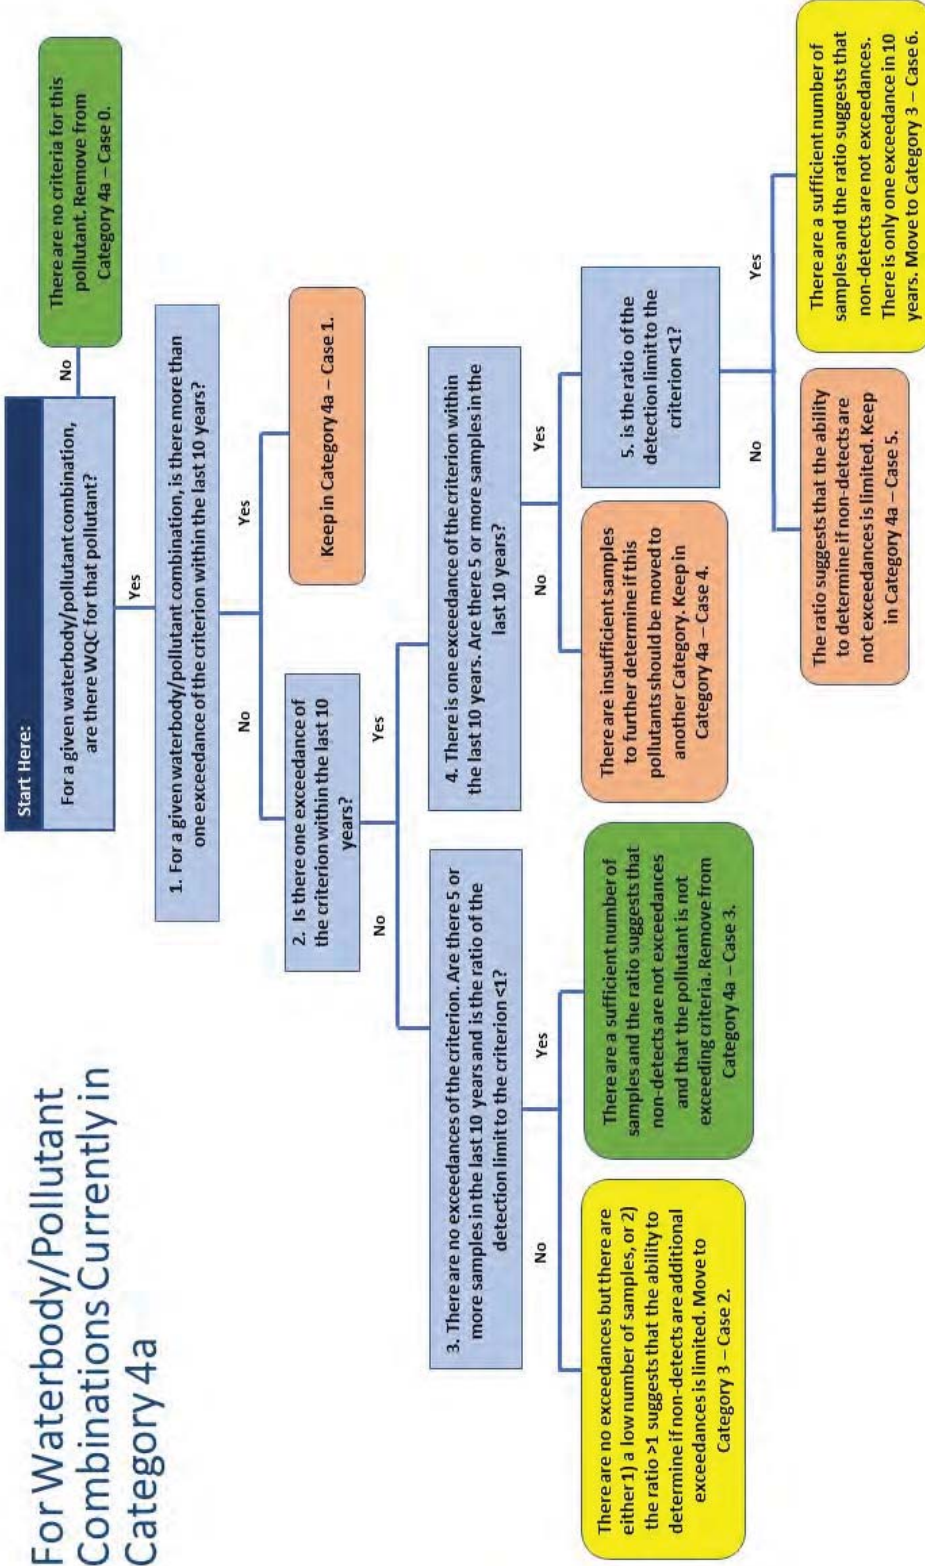 For Waterbody/Pollutant
Combinations Currently in
Category 4a
Start Here:
For a given waterbody/pollutant combination,
are there WQC for that pollutant?
No
There are no criteria for this
pollutant. Remove from
Category 4a – Case 0.
Yes
1. For a given waterbody/pollutant combination, is there more than
one exceedance of the criterion within the last 10 years?
No
Yes
2. Is there one exceedance of
the criterion within the last 10
years?
Keep in Category 4a – Case 1.
No
Yes
3. There are no exceedances of the criterion. Are there 5 or
more samples in the last 10 years and is the ratio of the
detection limit to the criterion <1?
4. There is one exceedance of the criterion within
the last 10 years. Are there 5 or more samples in the
last 10 years?
No
Yes
No
Yes
There are no exceedances but there are
either 1) a low number of samples, or 2)
the ratio >1 suggests that the ability to
determine if non-detects are additional
exceedances is limited. Move to
Category 3 – Case 2.
There are a sufficient number of
samples and the ratio suggests that
non-detects are not exceedances
and that the pollutant is not
exceeding criteria. Remove from
Category 4a – Case 3.
There are insufficient samples
to further determine if this
pollutants should be moved to
another Category. Keep in
Category 4a – Case 4.
5. is the ratio of the
detection limit to the
criterion <1?
No
Yes
The ratio suggests that the ability
to determine if non-detects are
not exceedances is limited. Keep
in Category 4a – Case 5.
There are a sufficient number of
samples and the ratio suggests that
non-detects are not exceedances.
There is only one exceedance in 10
years. Move to Category 3 – Case 6.